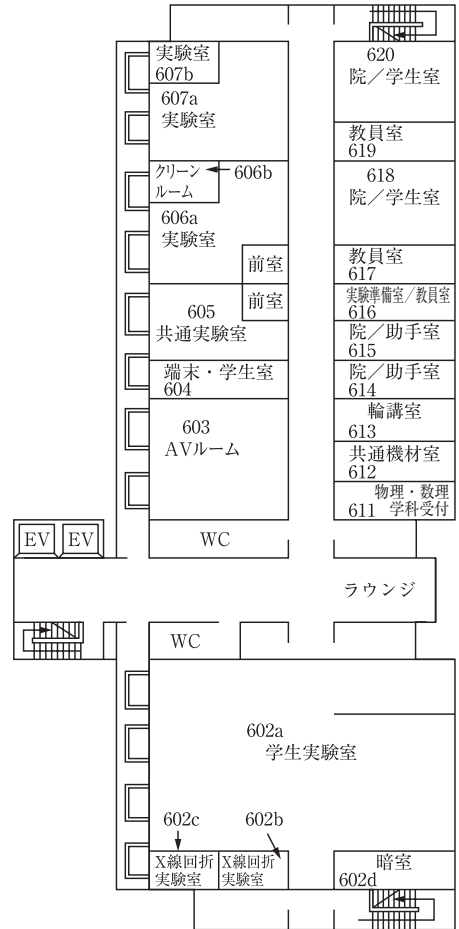 実験室
607b
607a
実験室
クリーン
ルーム
606b
606a
実験室
前室
前室
605
共通実験室
端末・学生室
604
603
AVルーム
620
院／学生室
教員室
619
618
院／学生室
教員室
617
実験準備室／教員室
616
院／助手室
615
院／助手室
614
輪講室
613
共通機材室
612
物理・数理
611 学科受付
EV EV
WC
ラウンジ
WC
602a
学生実験室
602c
602b
X線回折
実験室
X線回折
実験室
暗室
602d